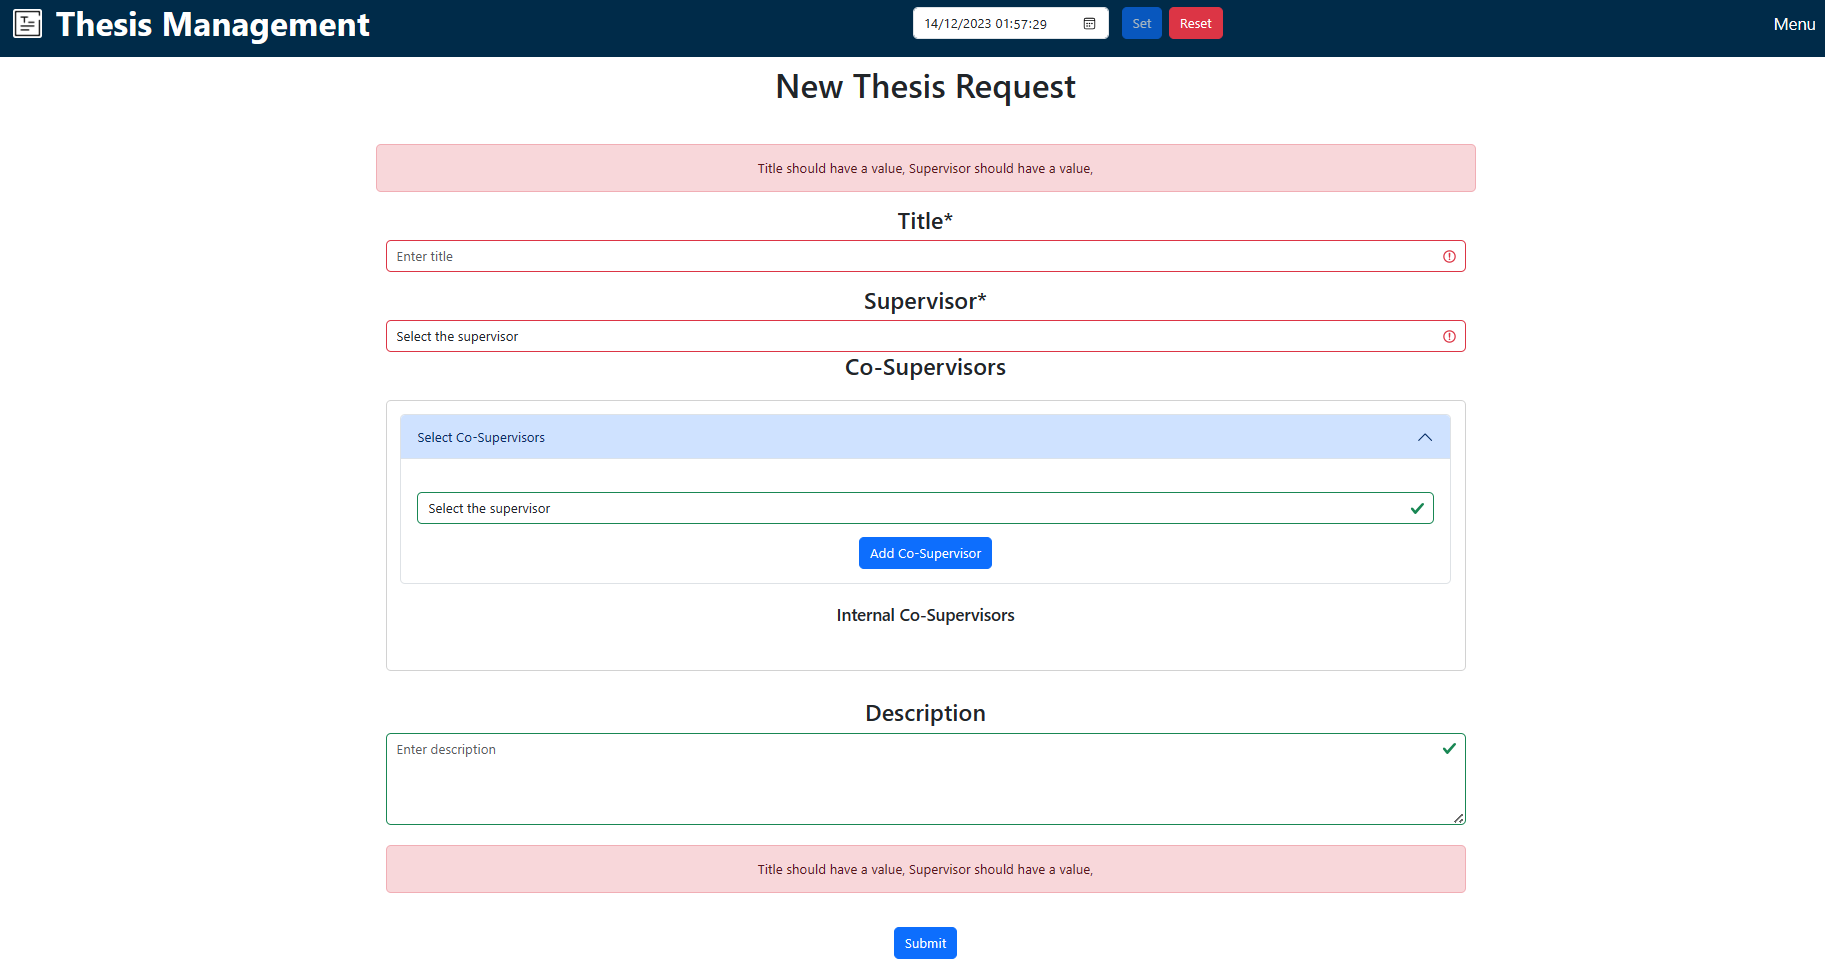 Thesis Management
14/12/2023 01:57:29
Set
Reset
Menu
New Thesis Request
Title should have a value, Supervisor should have a value,
Title*
Enter title
Supervisor*
Select the supervisor
Co-Supervisors
Select Co-Supervisors
Select the supervisor
Add Co-Supervisor
Internal Co-Supervisors
Description
Enter description
Title should have a value, Supervisor should have a value,
Submit